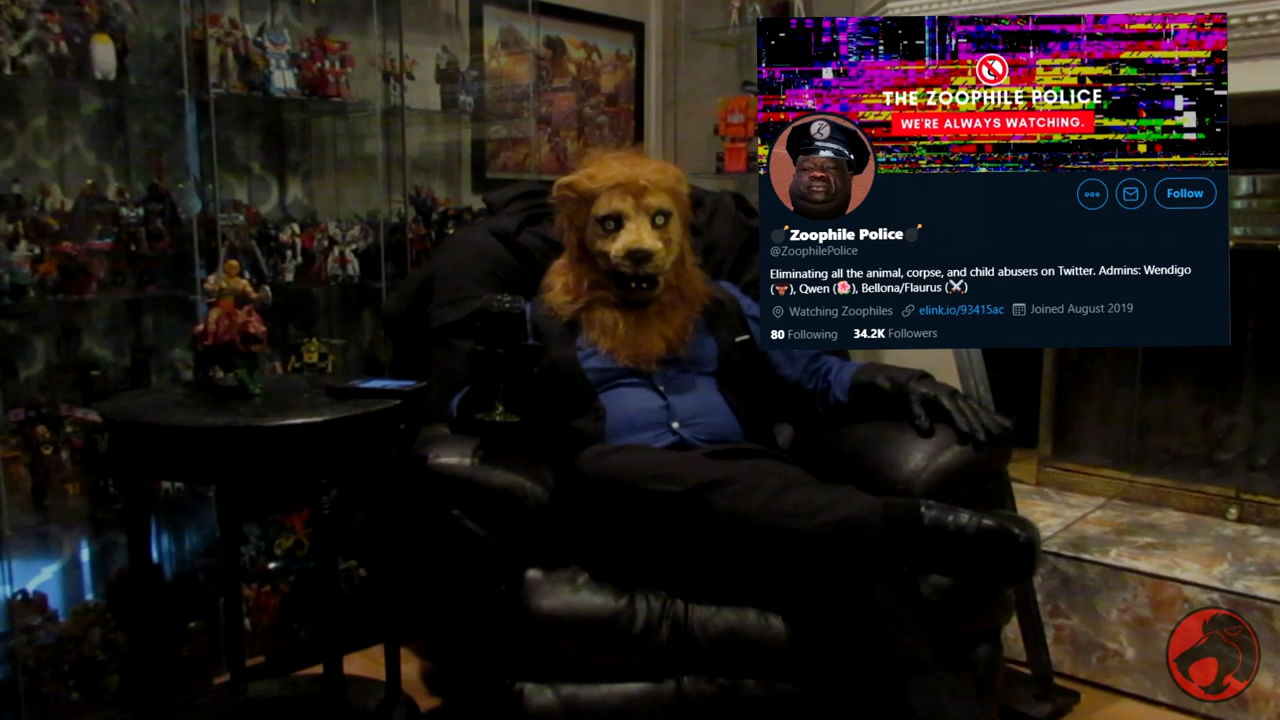 THE ZOOPHILE POLICE
WE'RE ALWAYS WATCHING.
Follow
💣Zoophile Police💣
@ZoophilePolice
Eliminating all the animal, corpse, and child abusers on Twitter. Admins: Wendigo
(👹), Qwen (🌸), Bellona/Flaurus (⚔️)
Watching Zoophiles elink.io/93415ac Joined August 2019
80 Following 34.2K Followers